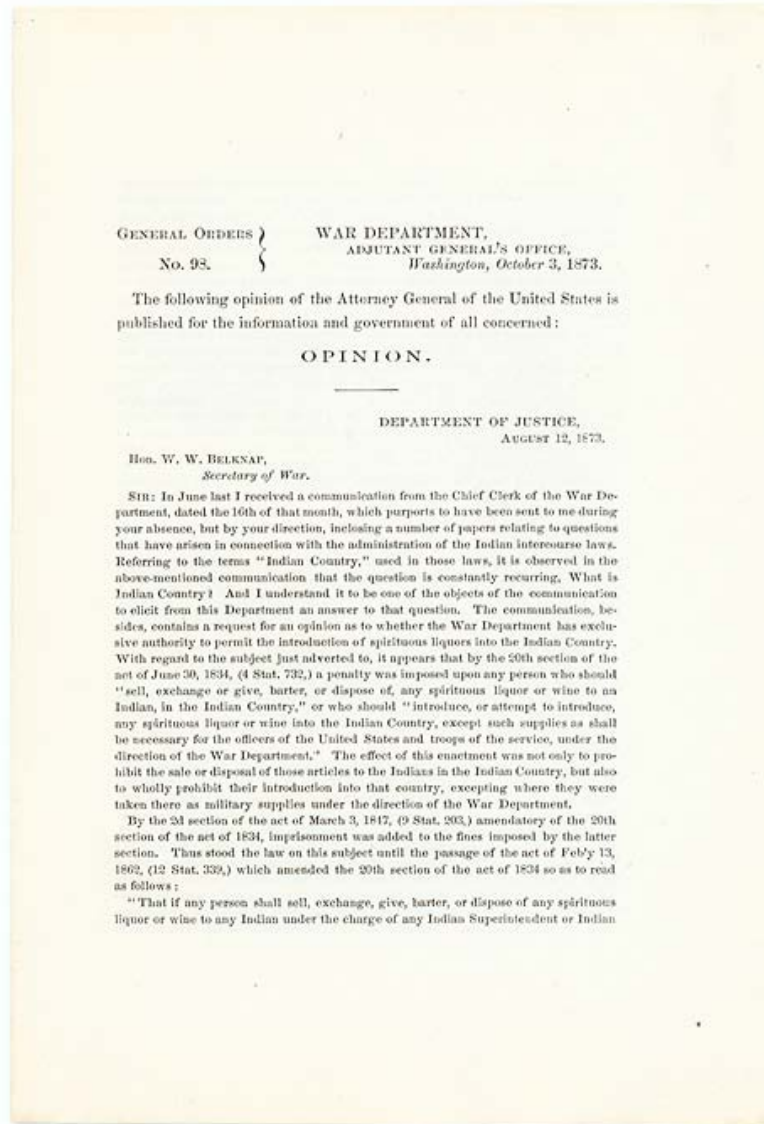 GENERAL ORDERS } WAR DEPARTMENT,
ADJUTANT GENERAL'S OFFICE,
No. 98. Washington, October 3, 1873.
The following opinion of the Attorney General of the United States is
published for the information and government of all concerned:
OPINION.
DEPARTMENT OF JUSTICE,
AUGUST 12, 1873.
Hon. W. W. BELKNAP,
Secretary of War.
SIR: In June last I received a communication from the Chief Clerk of the War De-
partment, dated the 16th of that month, which purports to have been sent to me during
your absence, but by your direction, inclosing a number of papers relating to questions
that have arisen in connection with the administration of the Indian intercourse laws.
Referring to the terms "Indian Country," used in those laws, it is observed in the
above-mentioned communication that the question is constantly recurring, What is
Indian Country? And I understand it to be one of the objects of the communication
to elicit from this Department an answer to that question. The communication, be-
sides, contains a request for an opinion as to whether the War Department has exclu-
sive authority to permit the introduction of spirituous liquors into the Indian Country.
With regard to the subject just adverted to, it appears that by the 20th section of the
act of June 30, 1834, (4 Stat. 732,) a penalty was imposed upon any person who should
"sell, exchange or give, barter, or dispose of, any spirituous liquor or wine to an
Indian, in the Indian Country," or who should "introduce, or attempt to introduce,
any spirituous liquor or wine into the Indian Country, except such supplies as shall
be necessary for the officers of the United States and troops of the service, under the
direction of the War Department." The effect of this enactment was not only to pro-
hibit the sale or disposal of those articles to the Indians in the Indian Country, but also
to wholly prohibit their introduction into that country, excepting where they were
taken there as military supplies under the direction of the War Department.
By the 2d section of the act of March 3, 1847, (9 Stat. 203,) amendatory of the 20th
section of the act of 1834, imprisonment was added to the fines imposed by the latter
section. Thus stood the law on this subject until the passage of the act of Feb'y 13,
1862, (12 Stat. 339,) which amended the 20th section of the act of 1834 so as to read
as follows:
"That if any person shall sell, exchange, give, barter, or dispose of any spirituous
liquor or wine to any Indian under the charge of any Indian Superintendent or Indian